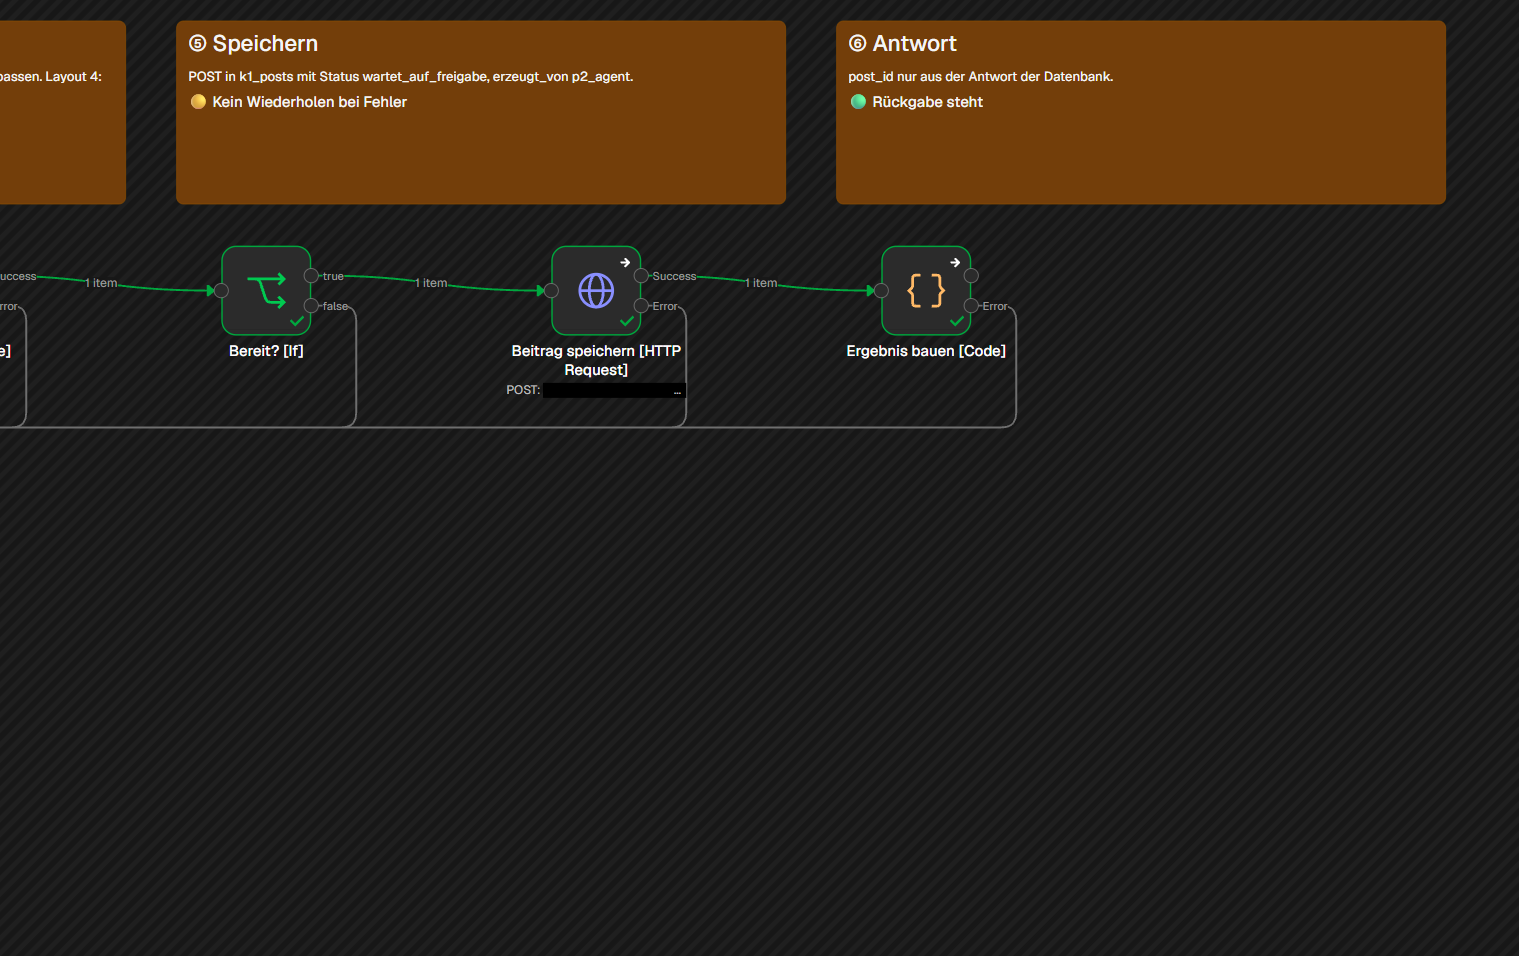 passen. Layout 4:
⑤ Speichern
POST in k1_posts mit Status wartet_auf_freigabe, erzeugt_von p2_agent.
Kein Wiederholen bei Fehler
⑥ Antwort
post_id nur aus der Antwort der Datenbank.
Rückgabe steht
uccess
1 item
true
1 item
Success
1 item
rror
false
Error
Error
e]
Bereit? [If]
Beitrag speichern [HTTP
Request]
POST: ...
Ergebnis bauen [Code]